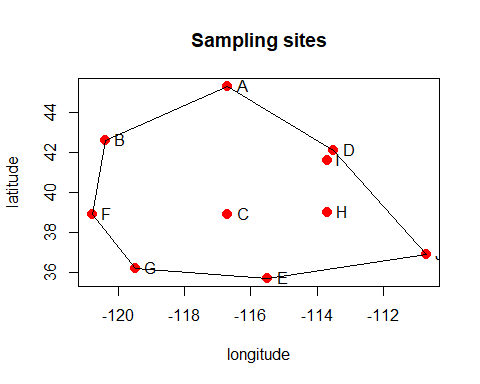 Sampling sites
A
B
D
I
F
C
H
G
E
J
latitude
44
42
40
38
36
-120
-118
-116
-114
-112
longitude